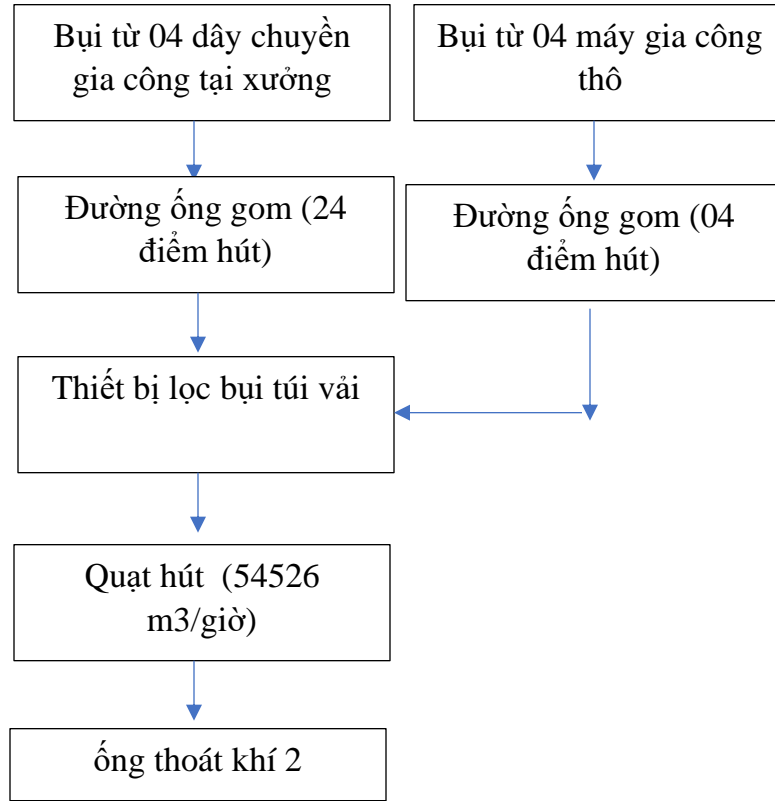 Bụi từ 04 dây chuyền
gia công tại xưởng
Bụi từ 04 máy gia công
thô
Đường ống gom (24
điểm hút)
Đường ống gom (04
điểm hút)
Thiết bị lọc bụi túi vải
Quạt hút (54526
m3/giờ)
ống thoát khí 2